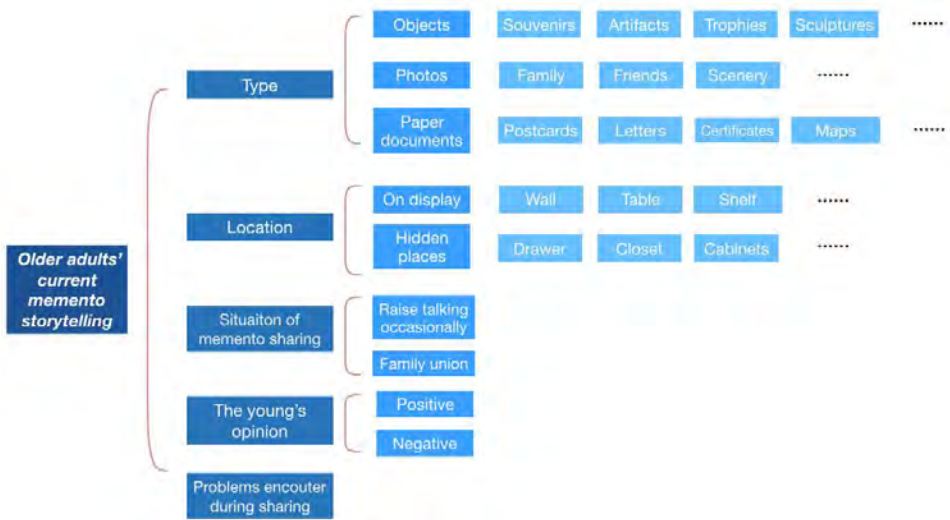 Objects
Souvenirs
Artifacts
Trophies
Sculptures
......
Type
Photos
Family
Friends
Scenery
......
Paper
documents
Postcards
Letters
Certificates
Maps
......
Location
On display
Wall
Table
Shelf
......
Hidden
places
Drawer
Closet
Cabinets
......
Older adults'
current
memento
storytelling
Situaiton of
memento sharing
Raise talking
occasionally
Family union
The young's
opinion
Positive
Negative
Problems encouter
during sharing